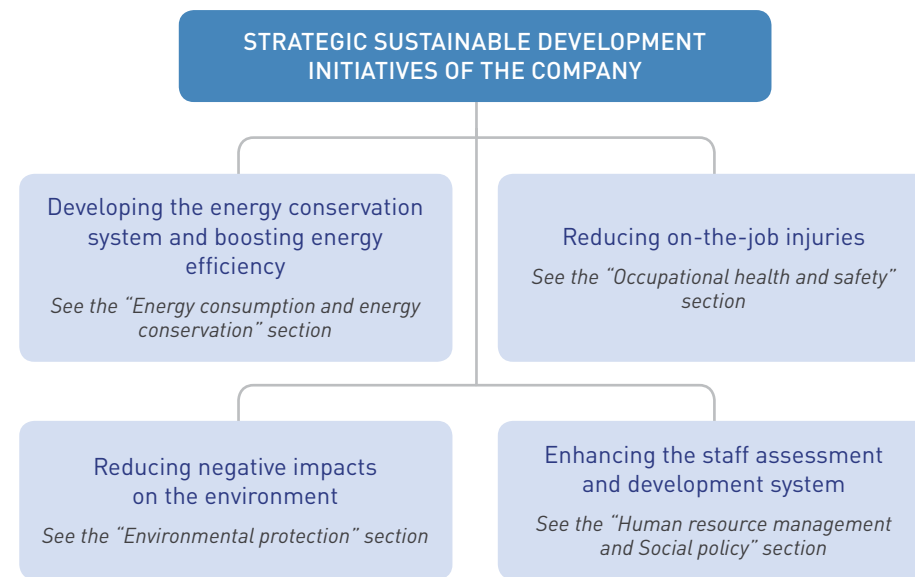 STRATEGIC SUSTAINABLE DEVELOPMENT
INITIATIVES OF THE COMPANY
Developing the energy conservation
system and boosting energy
efficiency
See the “Energy consumption and energy
conservation” section
Reducing on-the-job injuries
See the “Occupational health and safety”
section
Reducing negative impacts
on the environment
See the “Environmental protection” section
Enhancing the staff assessment
and development system
See the “Human resource management
and Social policy” section